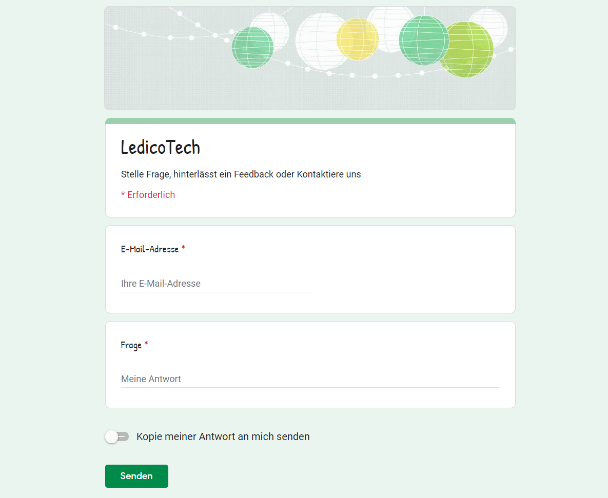 LedicoTech
Stelle Frage, hinterlässt ein Feedback oder Kontaktiere uns
* Erforderlich
E-Mail-Adresse *
Ihre E-Mail-Adresse
Frage *
Meine Antwort
Kopie meiner Antwort an mich senden
Senden